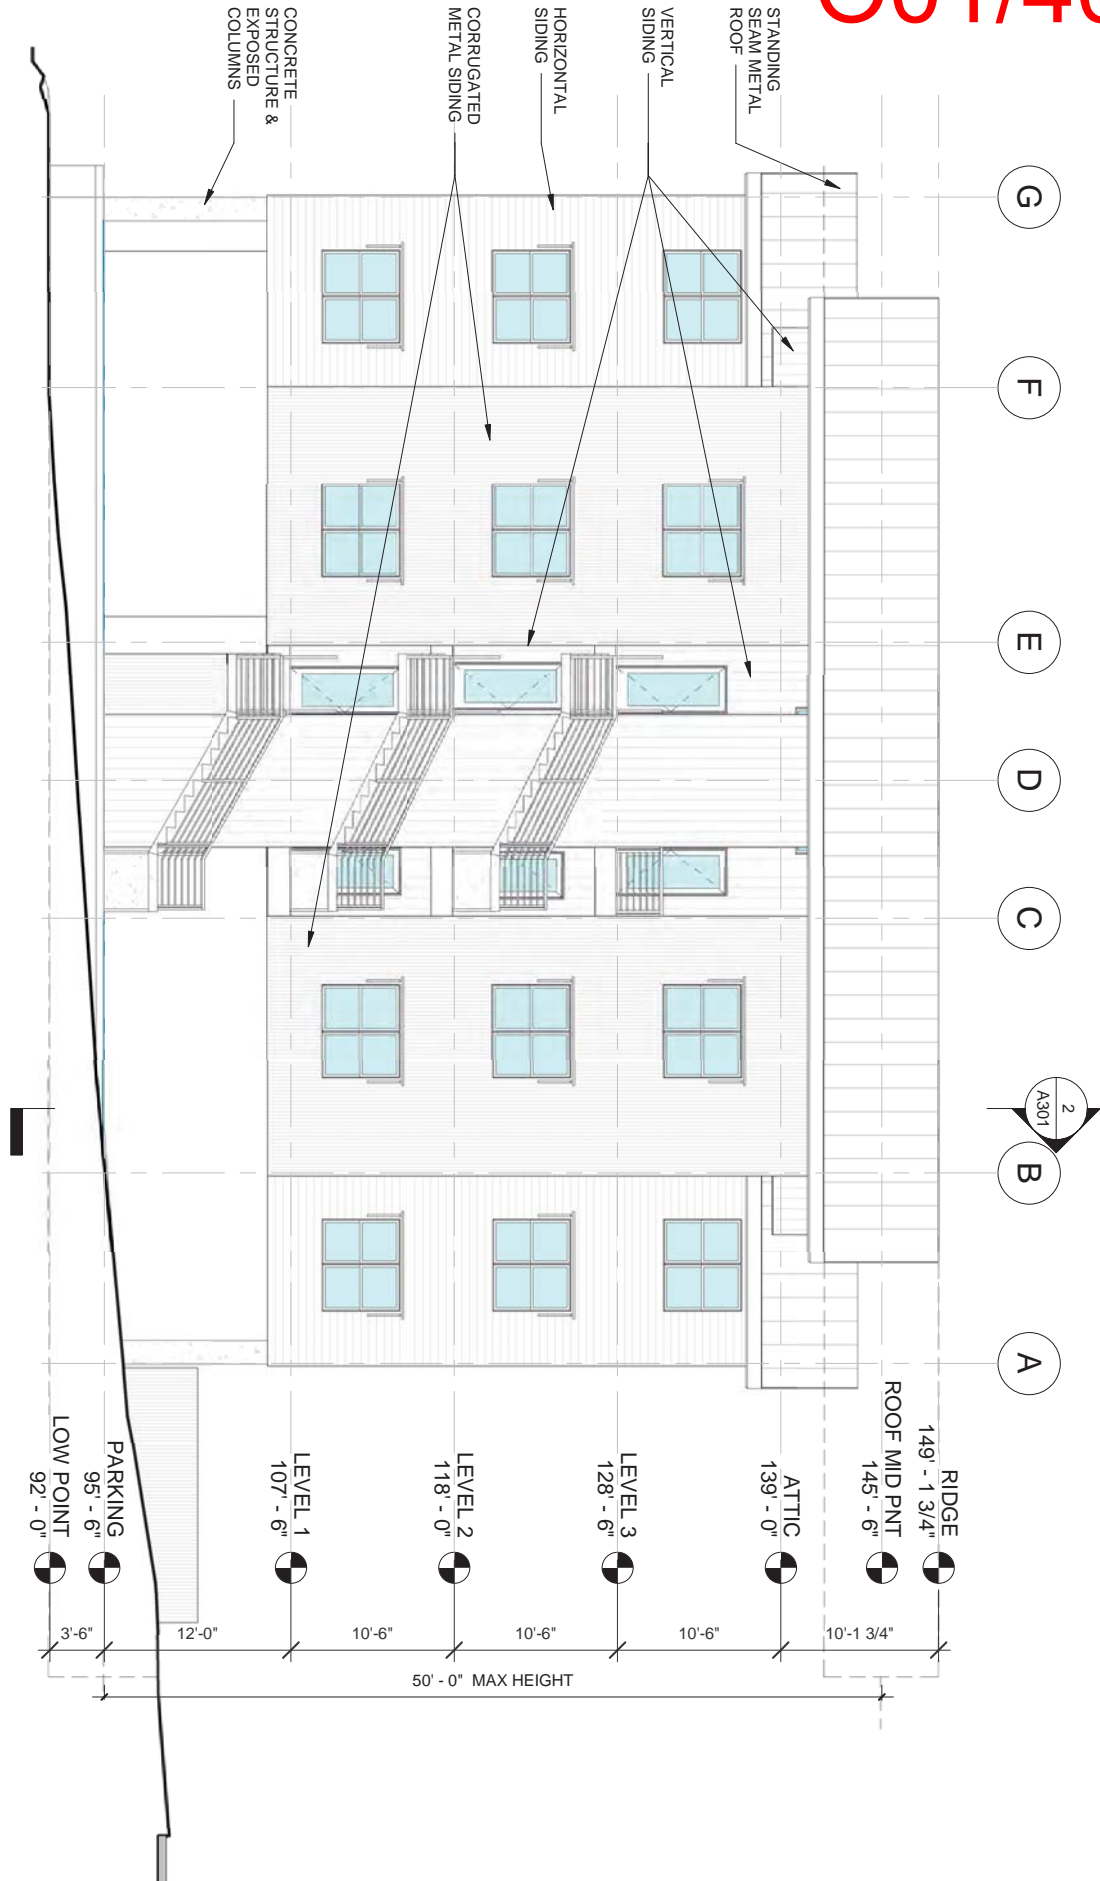 STANDING
SEAM METAL
ROOF
VERTICAL
SIDING
HORIZONTAL
SIDING
CORRUGATED
METAL SIDING
CONCRETE
STRUCTURE &
EXPOSED
COLUMNS
G
F
E
D
C
B
A
2
A301
RIDGE
149' - 1 3/4"
ROOF MID PNT
145' - 6"
ATTIC
139' - 0"
LEVEL 3
128' - 6"
LEVEL 2
118' - 0"
LEVEL 1
107' - 6"
PARKING
95' - 6"
LOW POINT
92' - 0"
3'-6"
12'-0"
10'-6"
10'-6"
10'-6"
10'-1 3/4"
50' - 0" MAX HEIGHT